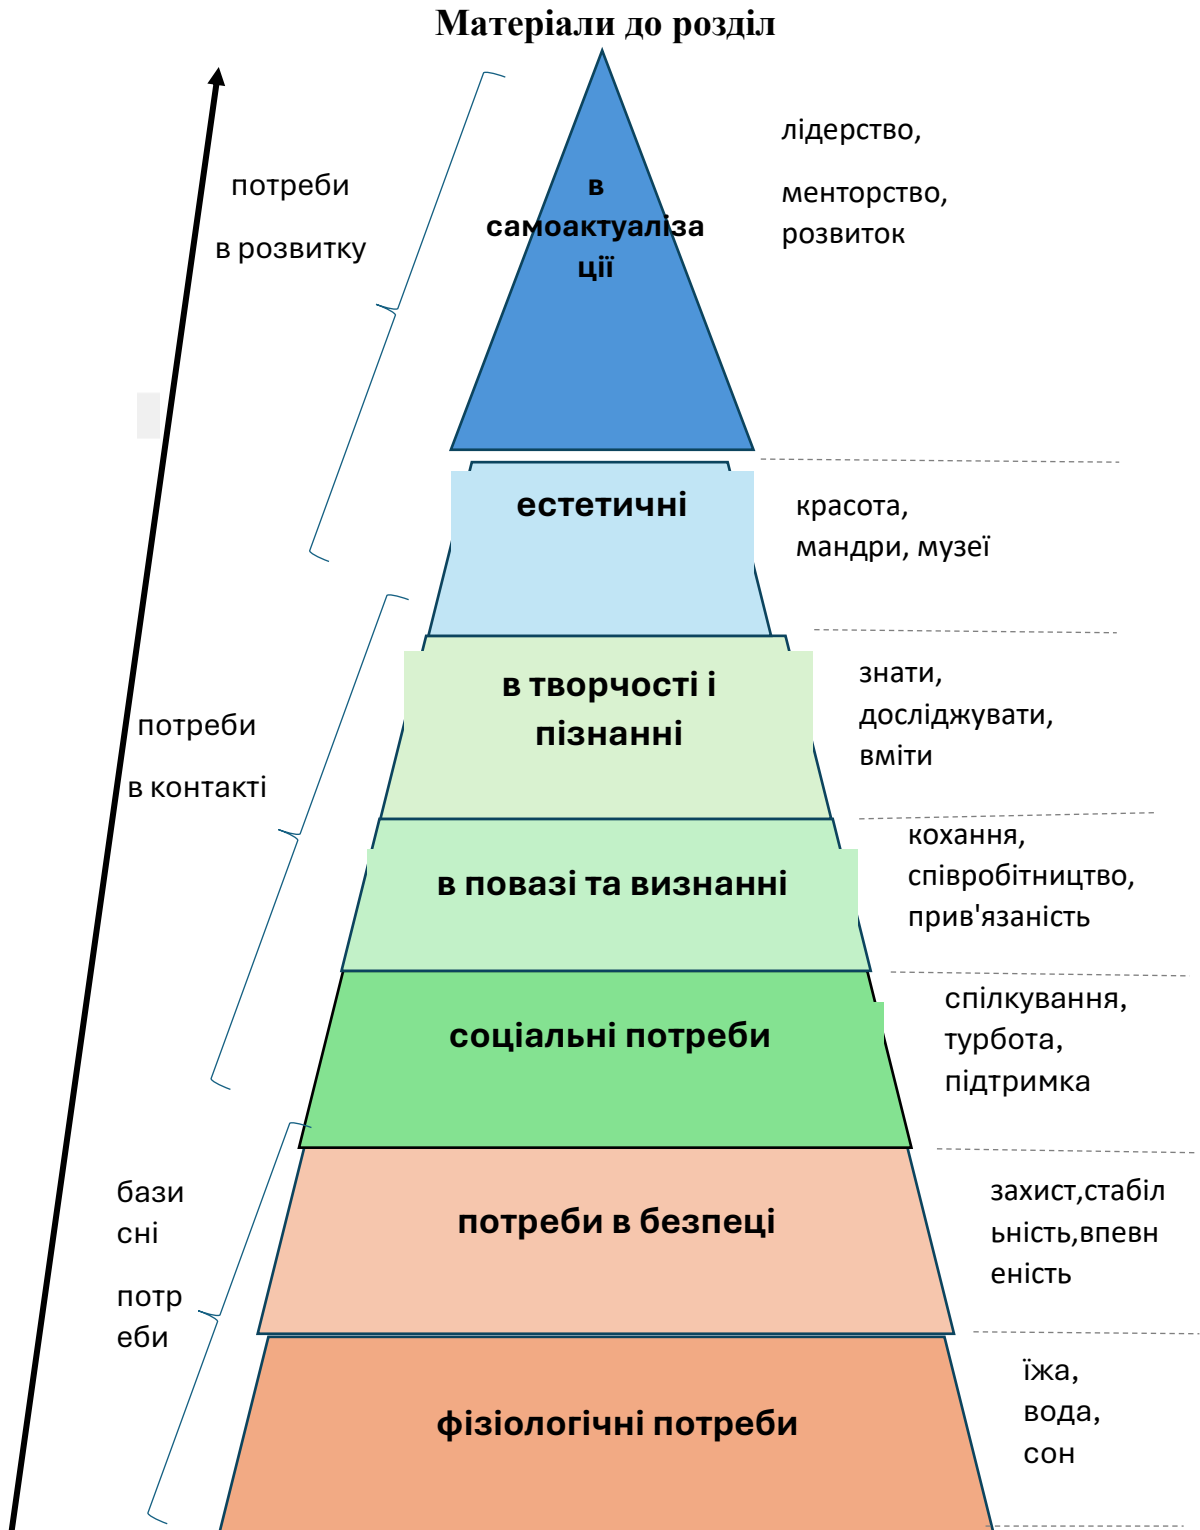 Матеріали до розділ
потреби
в розвитку
в
самоактуаліза
ції
лідерство,
менторство,
розвиток
естетичні
красота,
мандри, музеї
потреби
в контакті
в творчості і
пізнанні
знати,
досліджувати,
вміти
в повазі та визнанні
кохання,
співробітництво,
прив'язаність
соціальні потреби
спілкування,
турбота,
підтримка
бази
сні
потр
еби
потреби в безпеці
захист,стабіл
ьність,впевн
еність
фізіологічні потреби
їжа,
вода,
сон